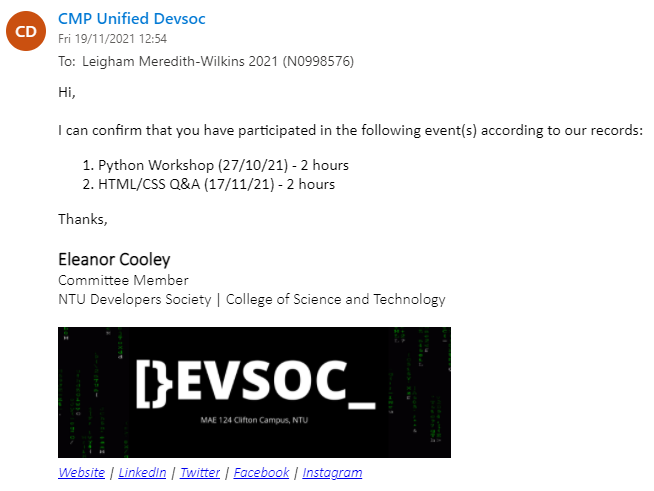 CD
CMP Unified Devsoc
Fri 19/11/2021 12:54
To: Leigham Meredith-Wilkins 2021 (N0998576)
Hi,
I can confirm that you have participated in the following event(s) according to our records:
1. Python Workshop (27/10/21) - 2 hours
2. HTML/CSS Q&A (17/11/21) - 2 hours
Thanks,
Eleanor Cooley
Committee Member
NTU Developers Society | College of Science and Technology
[}EVSOC_
MAE 124 Clifton Campus, NTU
Website | LinkedIn | Twitter | Facebook | Instagram